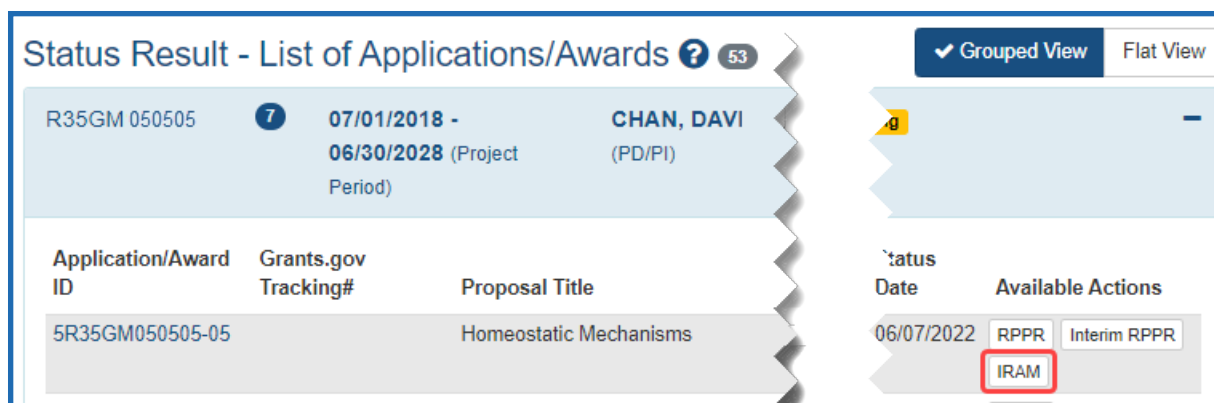 Status Result - List of Applications/Awards ? 53
✔ Grouped View Flat View
R35GM 050505 7 07/01/2018 - CHAN, DAVI
06/30/2028 (Project (PD/PI)
Period)
Application/Award Grants.gov Status
ID Tracking# Proposal Title Date Available Actions
5R35GM050505-05 Homeostatic Mechanisms 06/07/2022 RPPR Interim RPPR
IRAM